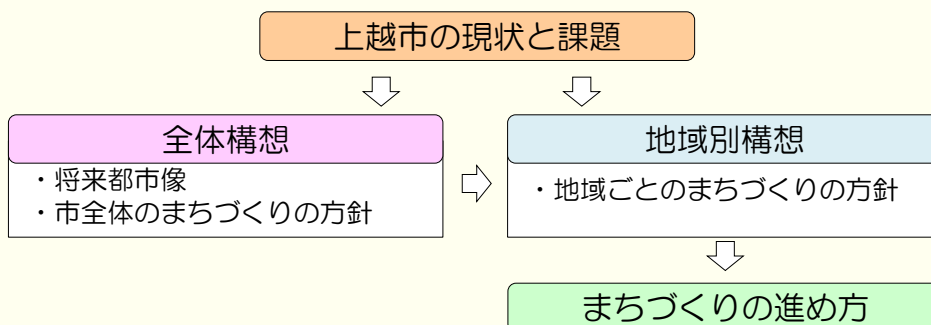 上越市の現状と課題
全体構想
・将来都市像
・市全体のまちづくりの方針
地域別構想
・地域ごとのまちづくりの方針
まちづくりの進め方